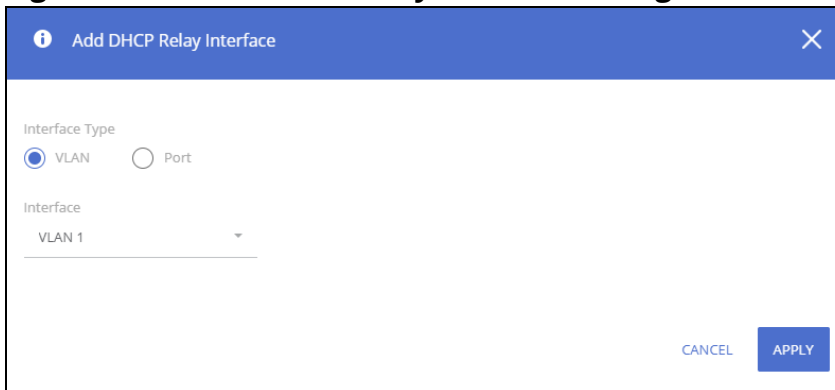 Add DHCP Relay Interface
Interface Type
VLAN Port
Interface
VLAN 1
CANCEL APPLY